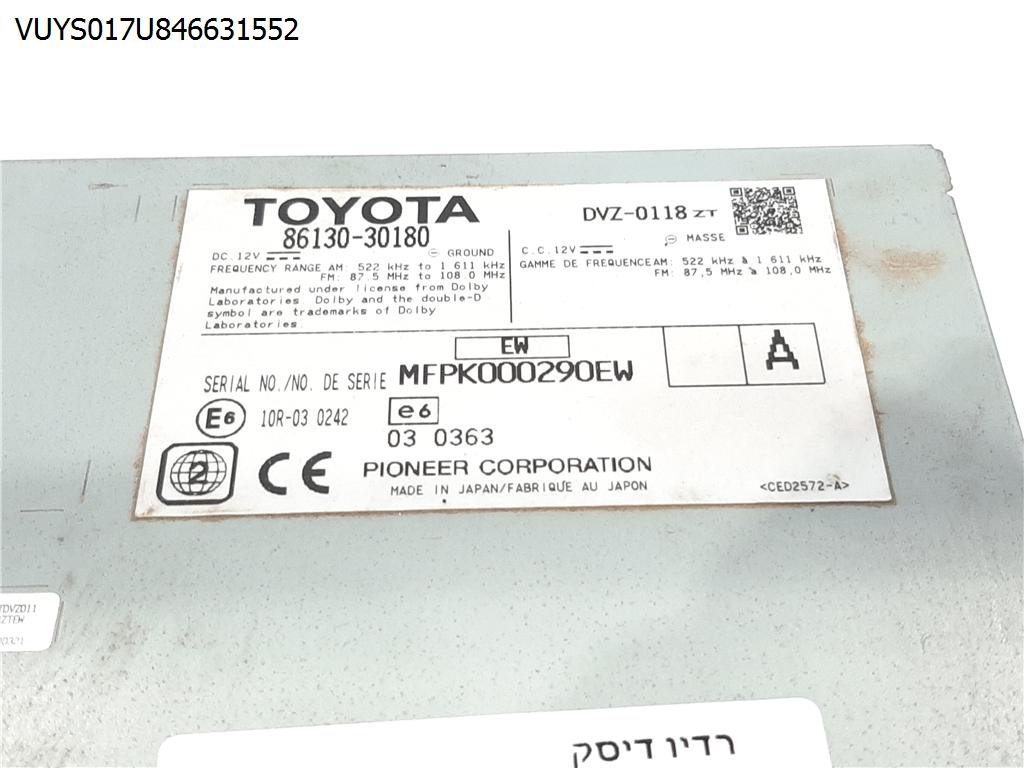 VUYS017U846631552
TOYOTA
86130-30180
DC.12V GROUND
FREQUENCY RANGE AM: 522 kHz to 1 611 kHz
FM: 87.5 MHz to 108.0 MHz
Manufactured under license from Dolby
Laboratories. Dolby and the double-D
symbol are trademarks of Dolby
Laboratories.
DVZ-0118 ZT
C.C.12V MASSE
GAMME DE FREQUENCE AM: 522 kHz à 1 611 kHz
FM: 87,5 MHz à 108,0 MHz
EW
SERIAL NO./NO. DE SERIE MFPK000290EW
A
E6 10R-03 0242 e6
03 0363
2 CE PIONEER CORPORATION
MADE IN JAPAN/FABRIQUE AU JAPON
<CED2572-A>
ZTEW
רדיו דיסק